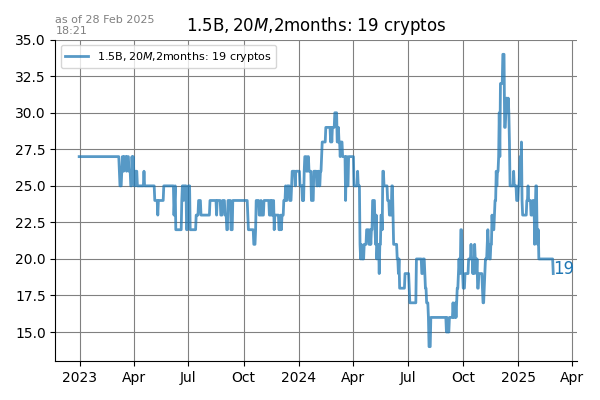 as of 28 Feb 2025
18:21
1.5B, 20M,2months: 19 cryptos
1.5B, 20M,2months: 19 cryptos
35.0
32.5
30.0
27.5
25.0
22.5
20.0
17.5
15.0
19
2023 Apr Jul Oct 2024 Apr Jul Oct 2025 Apr